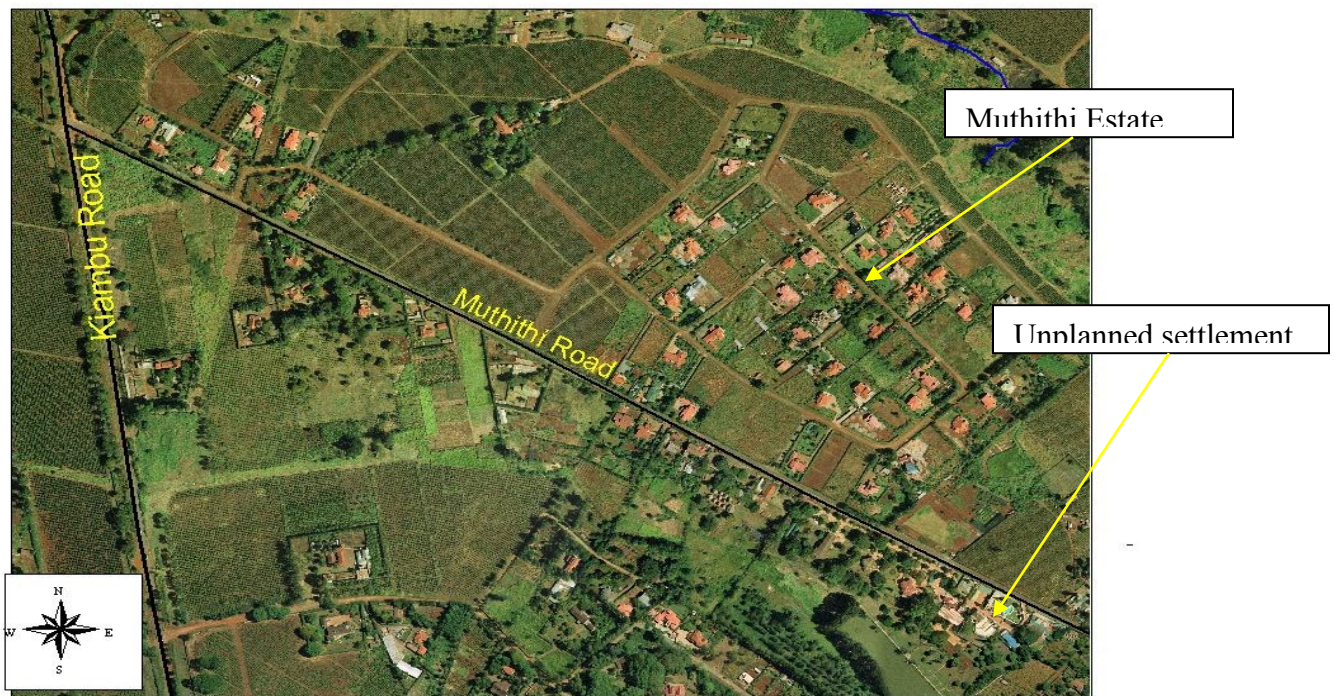 Muthithi Estate
Unplanned settlement
Kiambu Road
Muthithi Road
N
W E
S